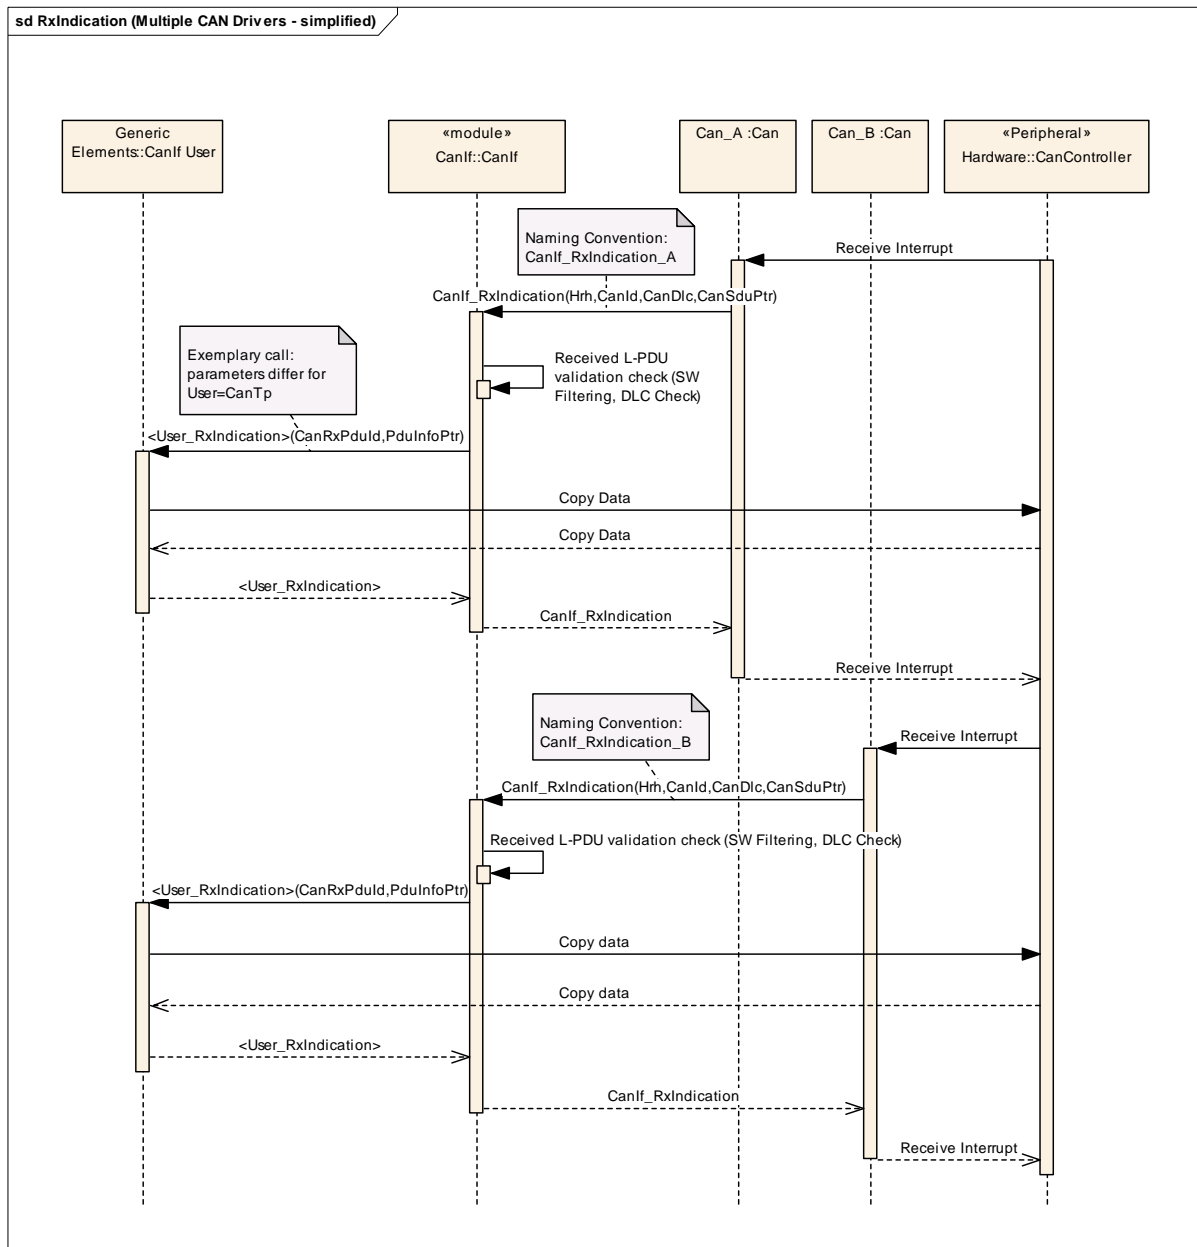 sd RxIndication (Multiple CAN Drivers - simplified)
Generic
Elements::CanIf User
«module»
CanIf::CanIf
Can_A :Can
Can_B :Can
«Peripheral»
Hardware::CanController
Naming Convention:
CanIf_RxIndication_A
Receive Interrupt
CanIf_RxIndication(Hrh,CanId,CanDlc,CanSduPtr)
Exemplary call:
parameters differ for
User=CanTp
Received L-PDU
validation check (SW
Filtering, DLC Check)
<User_RxIndication>(CanRxPduId,PduInfoPtr)
Copy Data
Copy Data
<User_RxIndication>
CanIf_RxIndication
Receive Interrupt
Naming Convention:
CanIf_RxIndication_B
Receive Interrupt
CanIf_RxIndication(Hrh,CanId,CanDlc,CanSduPtr)
Received L-PDU validation check (SW Filtering, DLC Check)
<User_RxIndication>(CanRxPduId,PduInfoPtr)
Copy data
Copy data
<User_RxIndication>
CanIf_RxIndication
Receive Interrupt